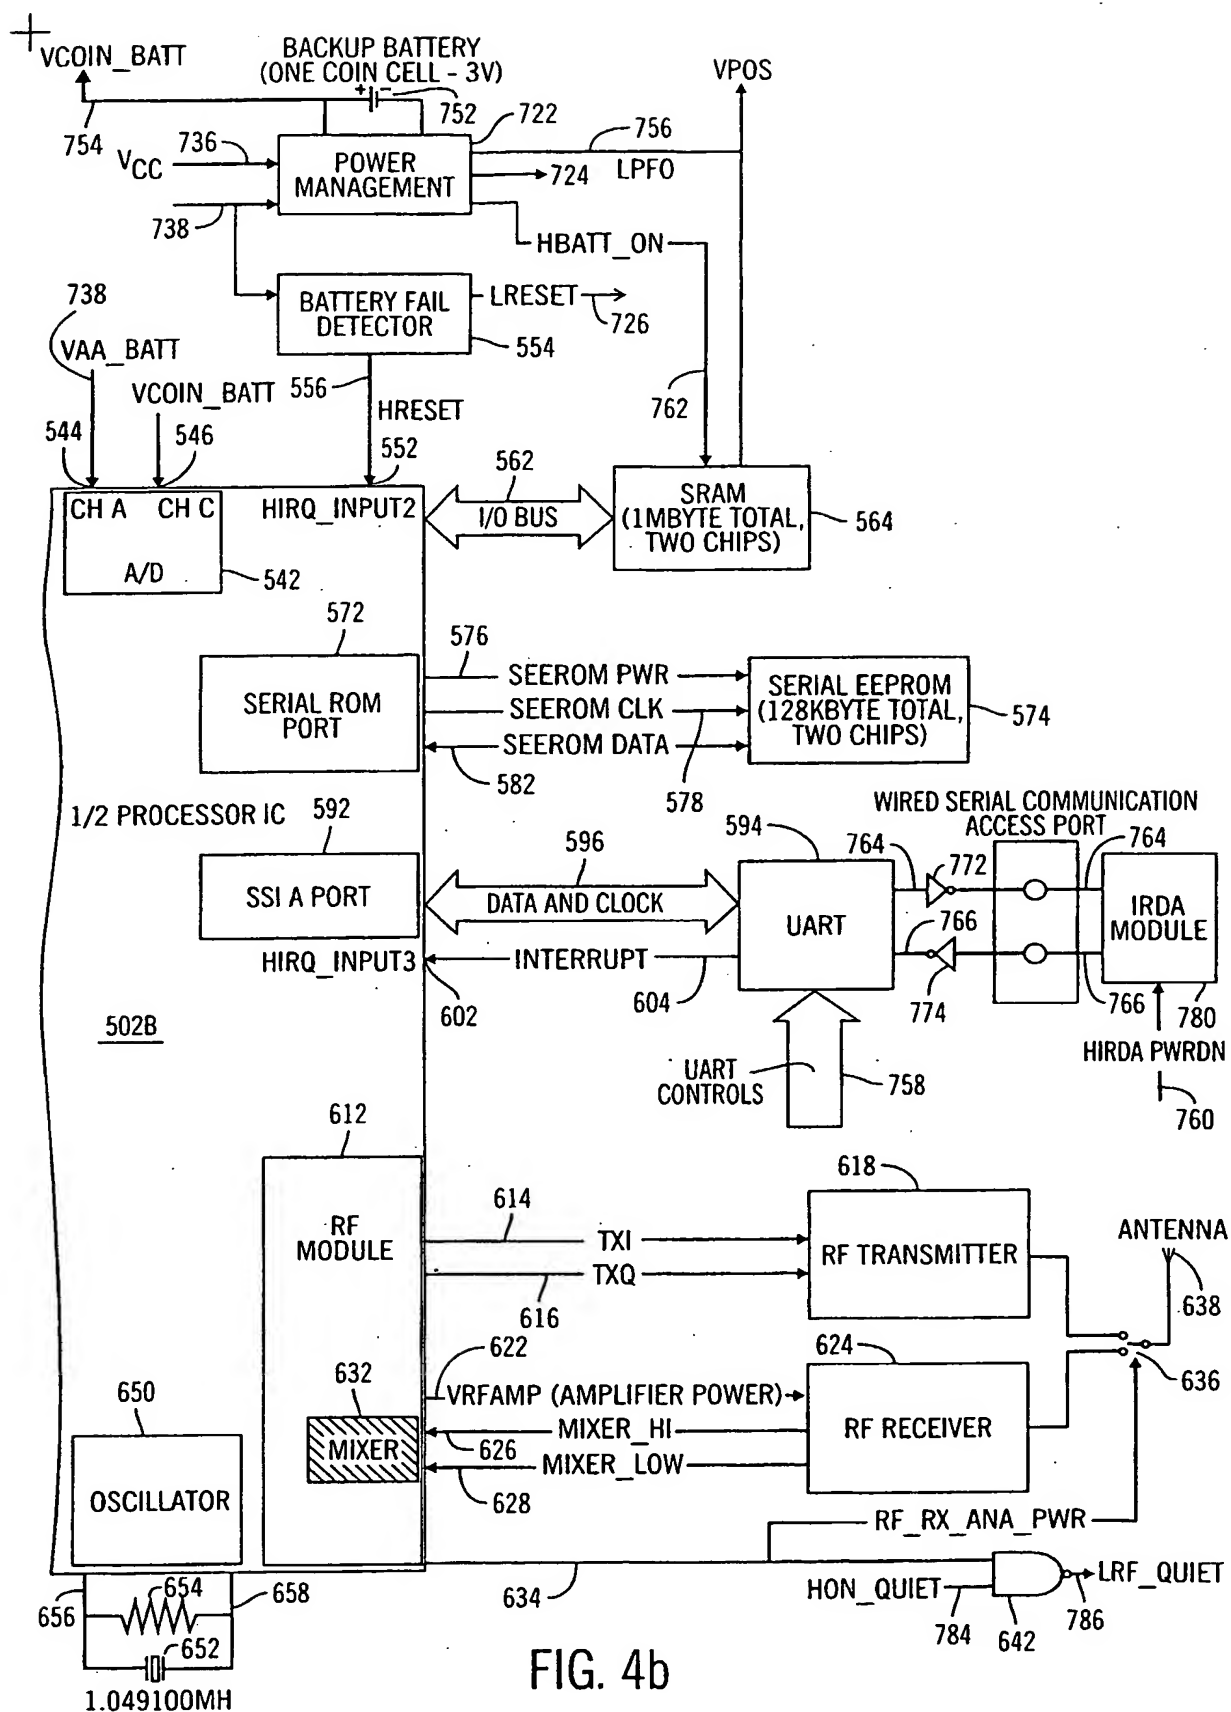 VCOIN_BATT
BACKUP BATTERY
(ONE COIN CELL - 3V)
+ -
752
754
VPOS
722
756
736
VCC
POWER
MANAGEMENT
724
LPFO
738
HBATT_ON
738
BATTERY FAIL
DETECTOR
LRESET
726
554
VAA_BATT
556
VCOIN_BATT
762
HRESET
544
546
552
562
CH A
CH C
HIRQ_INPUT2
I/O BUS
SRAM
(1MBYTE TOTAL,
TWO CHIPS)
564
A/D
542
572
576
SERIAL ROM
PORT
SEEROM PWR
SEEROM CLK
SEEROM DATA
SERIAL EEPROM
(128KBYTE TOTAL,
TWO CHIPS)
574
582
578
1/2 PROCESSOR IC
592
WIRED SERIAL COMMUNICATION
ACCESS PORT
594
596
764
772
764
SSI A PORT
DATA AND CLOCK
UART
IRDA
MODULE
766
HIRQ_INPUT3
INTERRUPT
602
604
774
766
780
502B
HIRDA PWRDN
UART
CONTROLS
758
760
612
618
614
RF
MODULE
TXI
TXQ
RF TRANSMITTER
ANTENNA
638
616
622
624
632
VRFAMP (AMPLIFIER POWER)
636
650
MIXER
MIXER_HI
626
RF RECEIVER
MIXER_LOW
628
OSCILLATOR
RF_RX_ANA_PWR
656
654
658
634
HON_QUIET
LRF_QUIET
784
642
786
652
1.049100MH
FIG. 4b